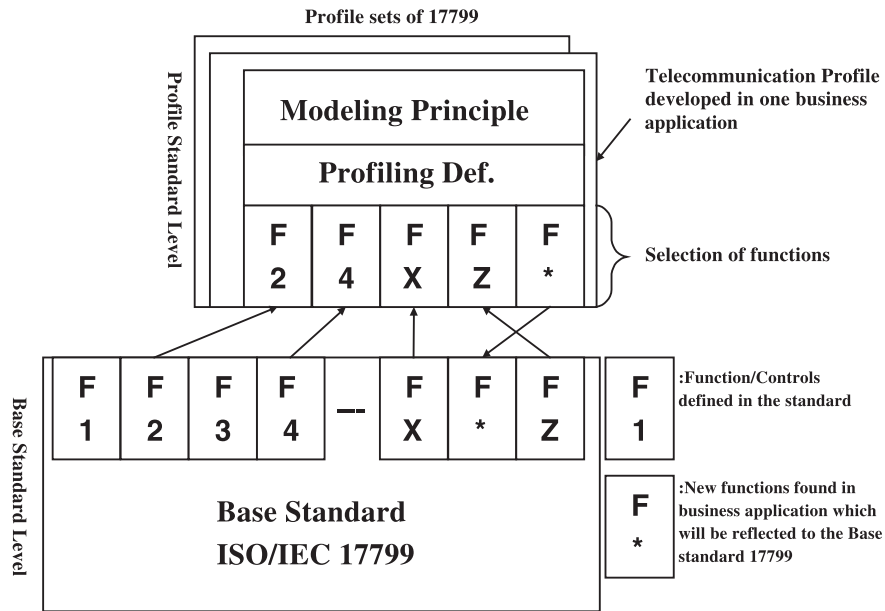 Profile sets of 17799
Profile Standard Level
Modeling Principle
Profiling Def.
F F F F F
2 4 X Z *
Telecommunication Profile
developed in one business
application
Selection of functions
Base Standard Level
F F F F --- F F F
1 2 3 4 X * Z
Base Standard
ISO/IEC 17799
F
1
:Function/Controls
defined in the standard
F
*
:New functions found in
business application which
will be reflected to the Base
standard 17799